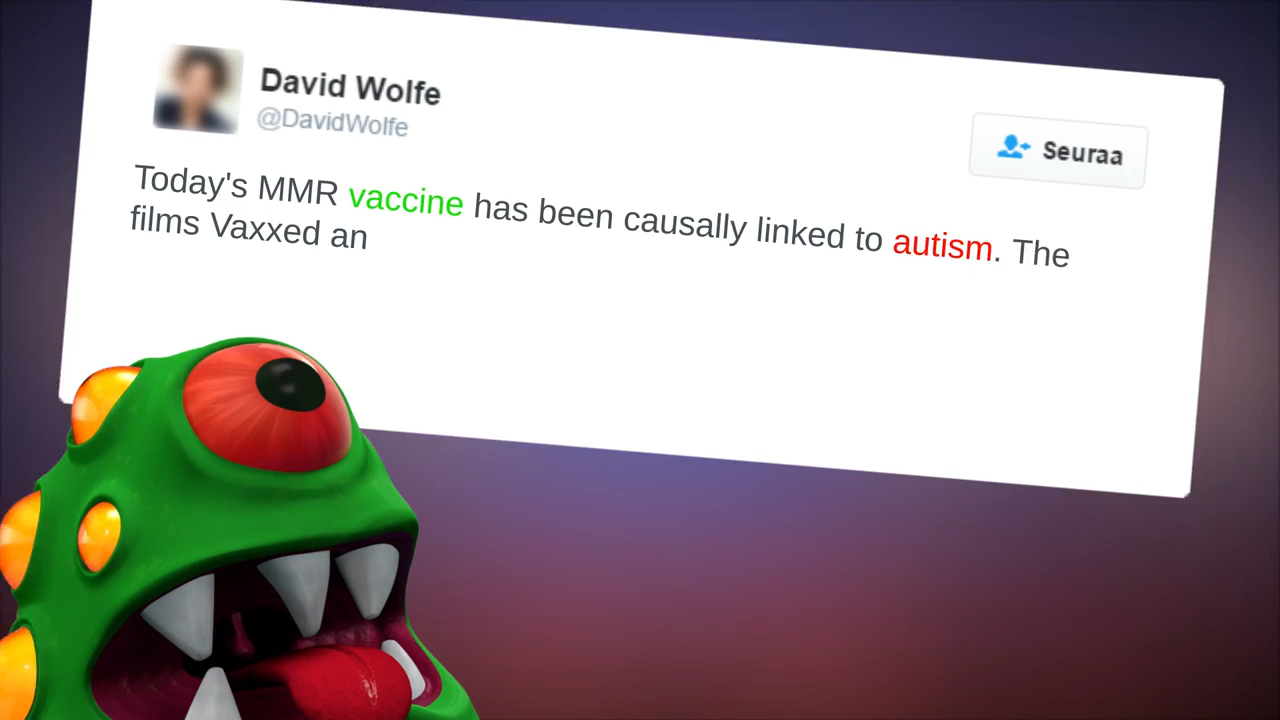 David Wolfe
@DavidWolfe
Seuraa
Today's MMR vaccine has been causally linked to autism. The
films Vaxxed an